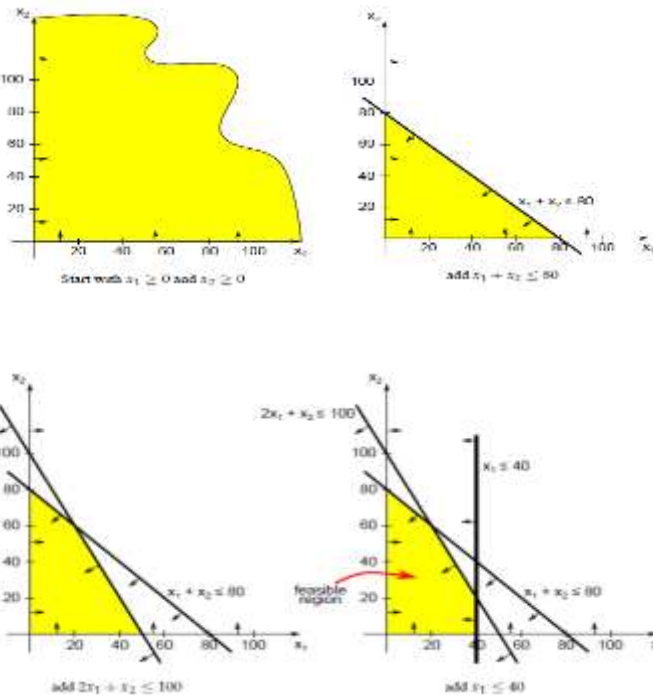 x₂
100
80
60
40
20
20 40 60 80 100
Start with x₁ ≥ 0 and x₂ ≥ 0
100
80
60
40
20
x₁ + x₂ ≤ 80
20 40 60 80 100
add x₁ + x₂ ≤ 80
x₂
100
80
60
40
20
x₁ + x₂ ≤ 80
20 40 60 80 100
add 2x₁ + x₂ ≤ 100
x₂
2x₁ + x₂ ≤ 100
100
80
60
40
20
x₁ ≤ 40
feasible
region
x₁ + x₂ ≤ 80
20 40 60 80 100
add x₁ ≤ 40